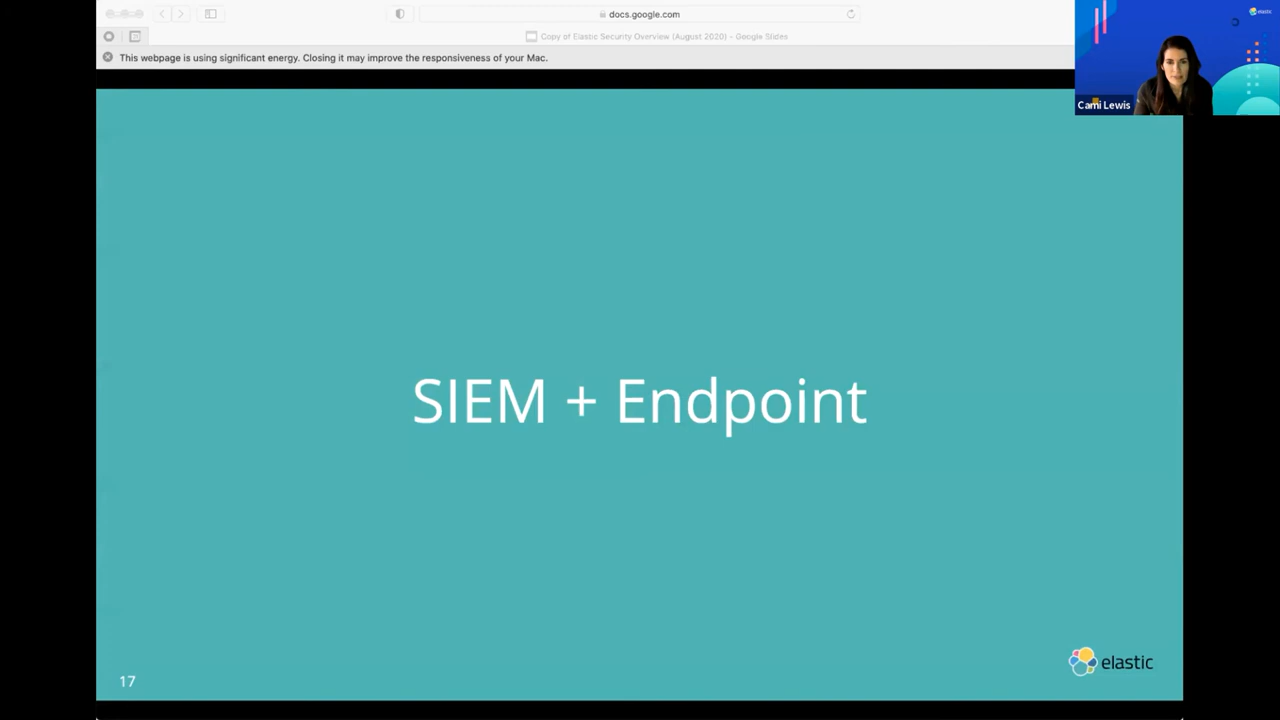 docs.google.com
Copy of Elastic Security Overview (August 2020) – Google Slides
This webpage is using significant energy. Closing it may improve the responsiveness of your Mac.
elastic
Cami Lewis
SIEM + Endpoint
17
elastic